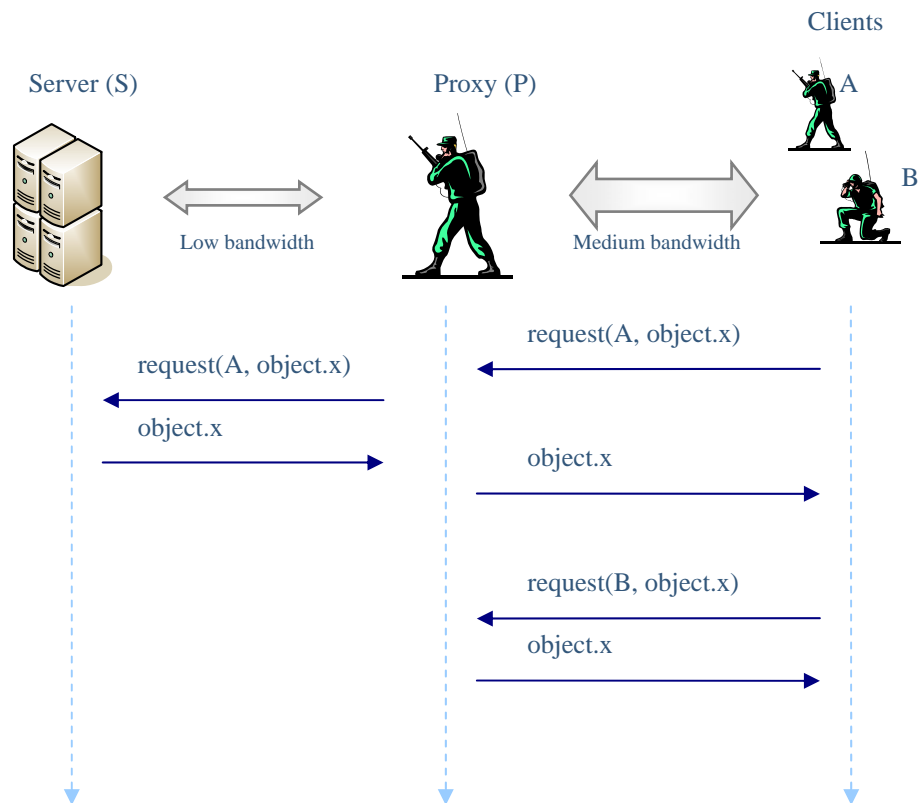 Clients
Server (S)
Proxy (P)
A
B
Low bandwidth
Medium bandwidth
request(A, object.x)
request(A, object.x)
object.x
object.x
request(B, object.x)
object.x